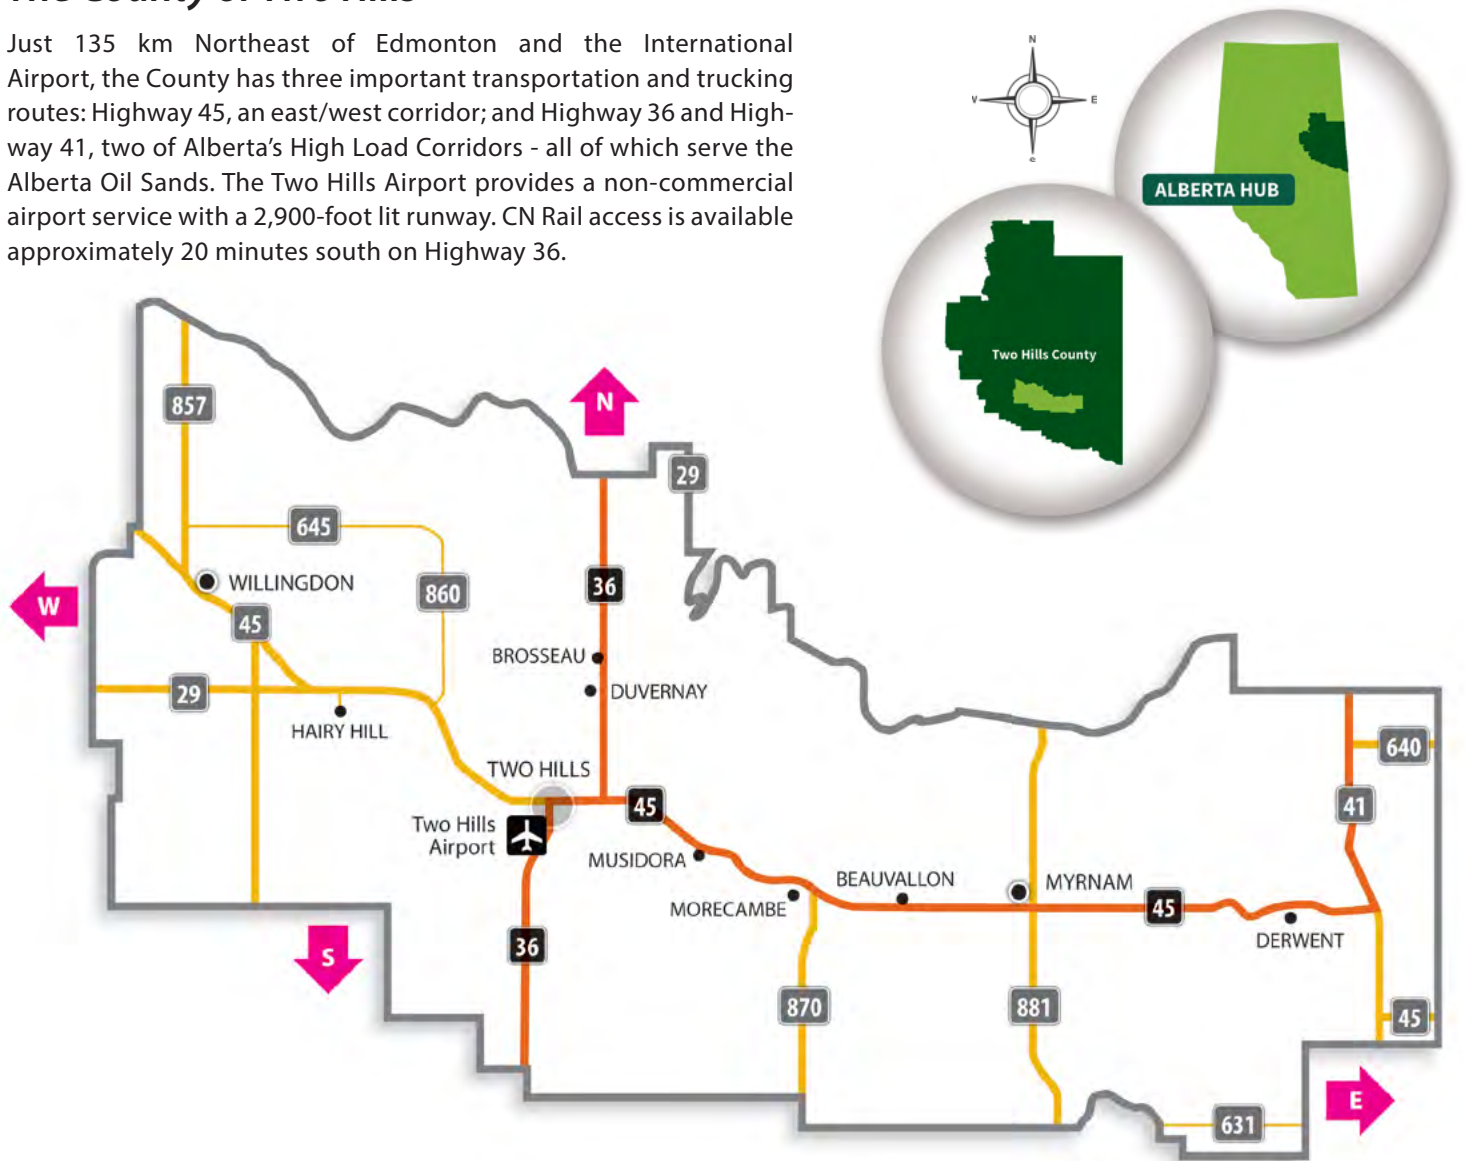 The County of Two Hills
Just 135 km Northeast of Edmonton and the International
Airport, the County has three important transportation and trucking
routes: Highway 45, an east/west corridor; and Highway 36 and High-
way 41, two of Alberta’s High Load Corridors - all of which serve the
Alberta Oil Sands. The Two Hills Airport provides a non-commercial
airport service with a 2,900-foot lit runway. CN Rail access is available
approximately 20 minutes south on Highway 36.
N
V
E
ALBERTA HUB
Two Hills County
857
N
29
645
W
WILLINGDON
860
36
45
BROSSEAU
29
DUVERNAY
HAIRY HILL
640
TWO HILLS
45
41
Two Hills
Airport
MUSIDORA
BEAUVALLON
MYRNAM
MORECAMBE
45
DERWENT
S
36
870
881
45
E
631